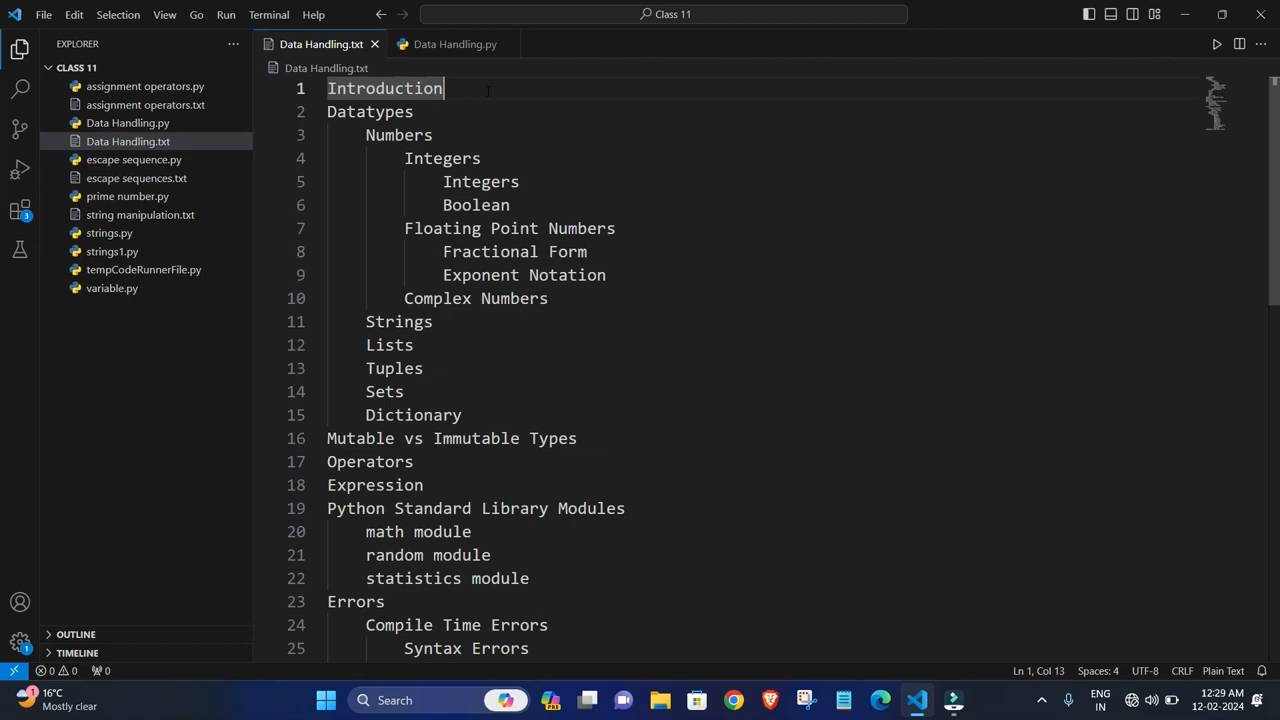 File Edit Selection View Go Run Terminal Help
Class 11
EXPLORER
CLASS 11
assignment operators.py
assignment operators.txt
Data Handling.py
Data Handling.txt
escape sequence.py
escape sequences.txt
prime number.py
string manipulation.txt
strings.py
strings1.py
tempCodeRunnerFile.py
variable.py
OUTLINE
TIMELINE
3
1
Data Handling.txt Data Handling.py
Data Handling.txt
1 Introduction
2 Datatypes
3 Numbers
4 Integers
5 Integers
6 Boolean
7 Floating Point Numbers
8 Fractional Form
9 Exponent Notation
10 Complex Numbers
11 Strings
12 Lists
13 Tuples
14 Sets
15 Dictionary
16 Mutable vs Immutable Types
17 Operators
18 Expression
19 Python Standard Library Modules
20 math module
21 random module
22 statistics module
23 Errors
24 Compile Time Errors
25 Syntax Errors
0 0 0 Ln 1, Col 13 Spaces: 4 UTF-8 CRLF Plain Text
1 16°C
Mostly clear
Search
PRE
ENG
IN
12:29 AM
12-02-2024